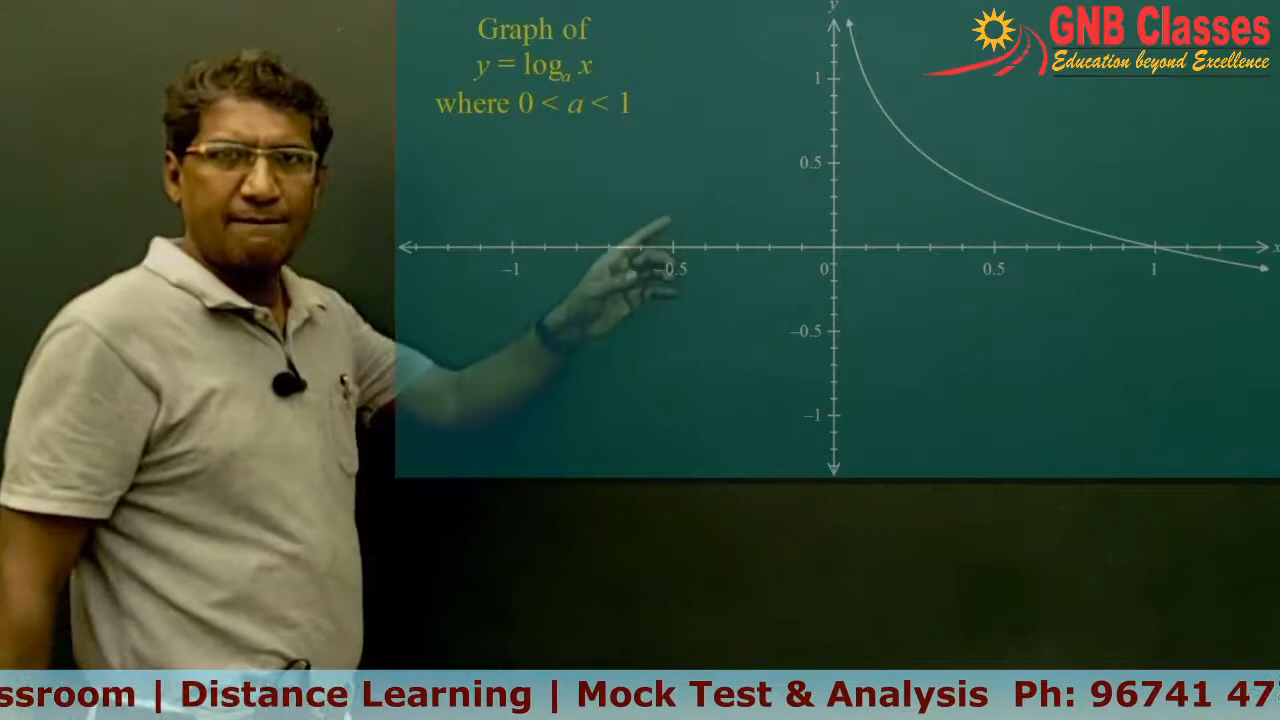 Graph of
y = logₐ x
where 0 < a < 1
y
1
0.5
–1
–0.5
0
0.5
1
x
–0.5
–1
GNB Classes
Education beyond Excellence
ssroom | Distance Learning | Mock Test & Analysis Ph: 96741 47